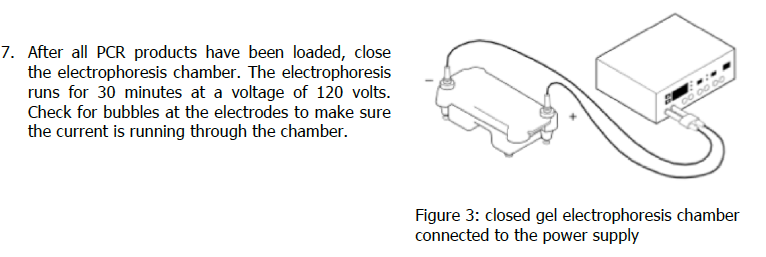 7. After all PCR products have been loaded, close
the electrophoresis chamber. The electrophoresis
runs for 30 minutes at a voltage of 120 volts.
Check for bubbles at the electrodes to make sure
the current is running through the chamber.
–
+
Figure 3: closed gel electrophoresis chamber
connected to the power supply